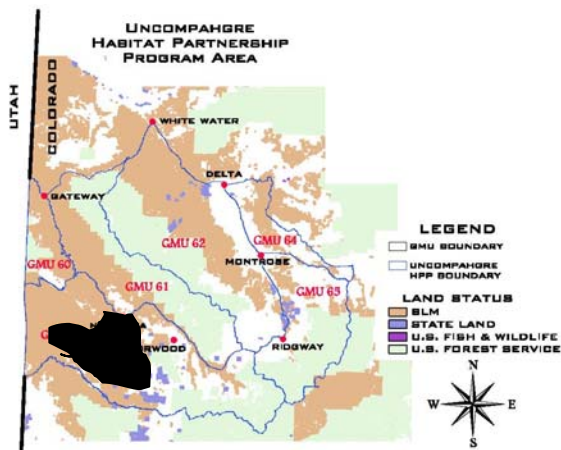 UNCOMPAHGRE
HABITAT PARTNERSHIP
PROGRAM AREA
UTAH
COLORADO
WHITE WATER
DELTA
GATEWAY
GMU 62
GMU 64
MONTROSE
GMU 60
GMU 61
GMU 65
RIDGWAY
LEGEND
GMU BOUNDARY
UNCOMPAHGRE
HPP BOUNDARY
LAND STATUS
BLM
STATE LAND
U.S. FISH & WILDLIFE
U.S. FOREST SERVICE
N
W
E
S